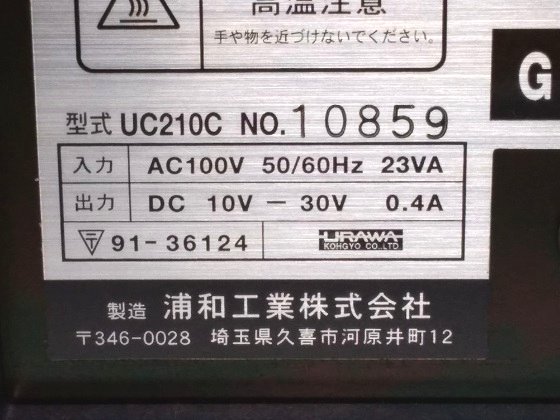 高温注意
手や物を近づけないでください。
G
型式 UC210C NO. 10859
入力 AC100V 50/60Hz 23VA
出力 DC 10V － 30V 0.4A
〒 91-36124 URAWA KOHGYO CO.,LTD
製造 浦和工業株式会社
〒346-0028 埼玉県久喜市河原井町12